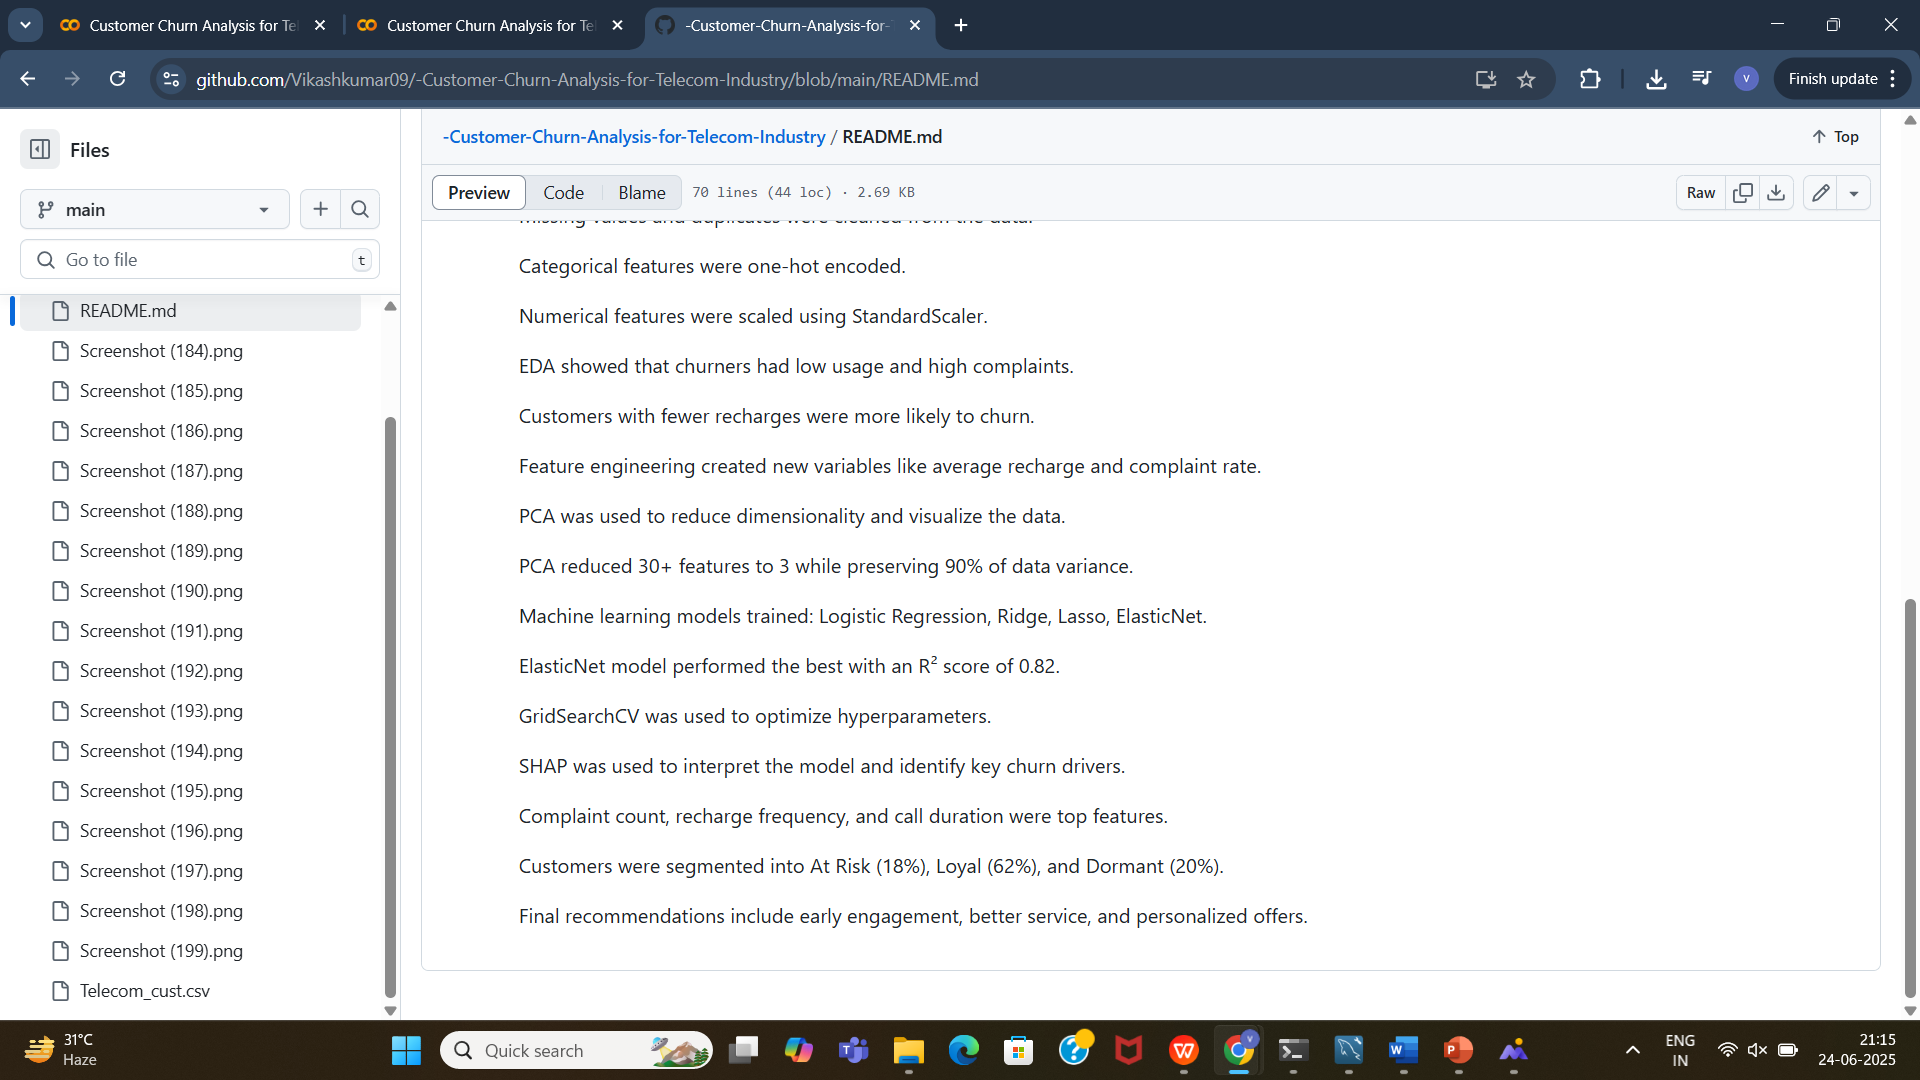 Customer Churn Analysis for Te
Customer Churn Analysis for Te
-Customer-Churn-Analysis-for-
github.com/Vikashkumar09/-Customer-Churn-Analysis-for-Telecom-Industry/blob/main/README.md
V
Finish update
Files
main
Go to file
t
README.md
Screenshot (184).png
Screenshot (185).png
Screenshot (186).png
Screenshot (187).png
Screenshot (188).png
Screenshot (189).png
Screenshot (190).png
Screenshot (191).png
Screenshot (192).png
Screenshot (193).png
Screenshot (194).png
Screenshot (195).png
Screenshot (196).png
Screenshot (197).png
Screenshot (198).png
Screenshot (199).png
Telecom_cust.csv
-Customer-Churn-Analysis-for-Telecom-Industry / README.md
Top
Preview Code Blame 70 lines (44 loc) · 2.69 KB
Raw
Missing values and duplicates were cleaned from the data.
Categorical features were one-hot encoded.
Numerical features were scaled using StandardScaler.
EDA showed that churners had low usage and high complaints.
Customers with fewer recharges were more likely to churn.
Feature engineering created new variables like average recharge and complaint rate.
PCA was used to reduce dimensionality and visualize the data.
PCA reduced 30+ features to 3 while preserving 90% of data variance.
Machine learning models trained: Logistic Regression, Ridge, Lasso, ElasticNet.
ElasticNet model performed the best with an R² score of 0.82.
GridSearchCV was used to optimize hyperparameters.
SHAP was used to interpret the model and identify key churn drivers.
Complaint count, recharge frequency, and call duration were top features.
Customers were segmented into At Risk (18%), Loyal (62%), and Dormant (20%).
Final recommendations include early engagement, better service, and personalized offers.
31°C
Haze
Quick search
ENG
IN
21:15
24-06-2025